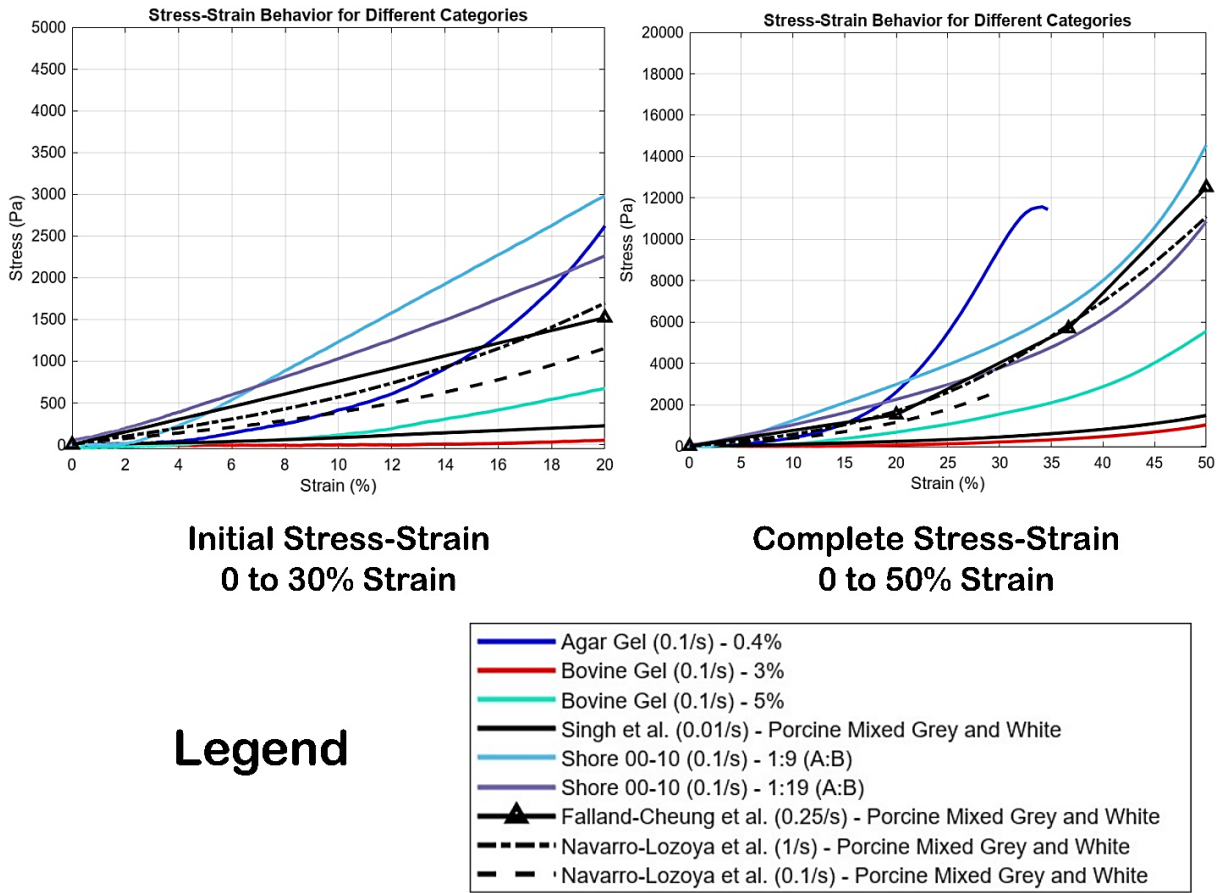 Stress-Strain Behavior for Different Categories
5000
4500
4000
3500
3000
2500
2000
1500
1000
500
0
Stress (Pa)
0 2 4 6 8 10 12 14 16 18 20
Strain (%)
Initial Stress-Strain
0 to 30% Strain
Stress-Strain Behavior for Different Categories
20000
18000
16000
14000
12000
10000
8000
6000
4000
2000
0
Stress (Pa)
0 5 10 15 20 25 30 35 40 45 50
Strain (%)
Complete Stress-Strain
0 to 50% Strain
Legend
Agar Gel (0.1/s) - 0.4%
Bovine Gel (0.1/s) - 3%
Bovine Gel (0.1/s) - 5%
Singh et al. (0.01/s) - Porcine Mixed Grey and White
Shore 00-10 (0.1/s) - 1:9 (A:B)
Shore 00-10 (0.1/s) - 1:19 (A:B)
Falland-Cheung et al. (0.25/s) - Porcine Mixed Grey and White
Navarro-Lozoya et al. (1/s) - Porcine Mixed Grey and White
Navarro-Lozoya et al. (0.1/s) - Porcine Mixed Grey and White